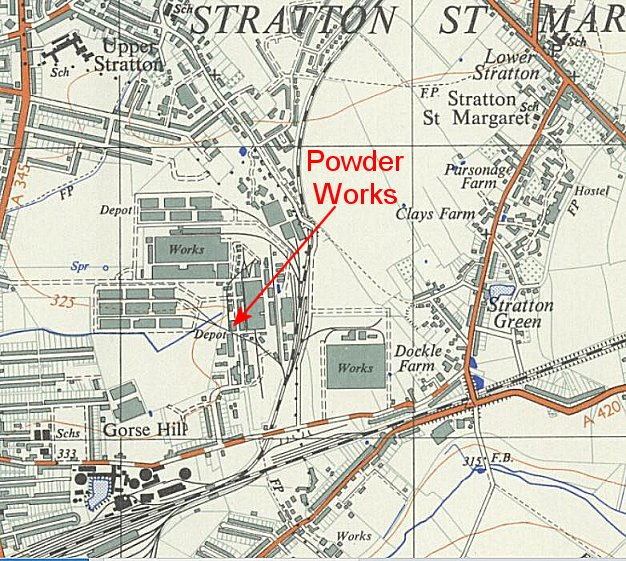 STRATTON ST MAR
Sch
Upper
Stratton
Sch
Sch
Lower
Stratton
F.P.
Stratton
St Margaret
Sch
Sch
Powder
Works
Parsonage
Farm
Hostel
FP
FP
A 345
Depot
Clays Farm
Works
Spr
325
Stratton
Green
Depot
Dockle
Farm
Works
A 420
Gorse Hill
Schs
333
315
F.B.
FP
Works